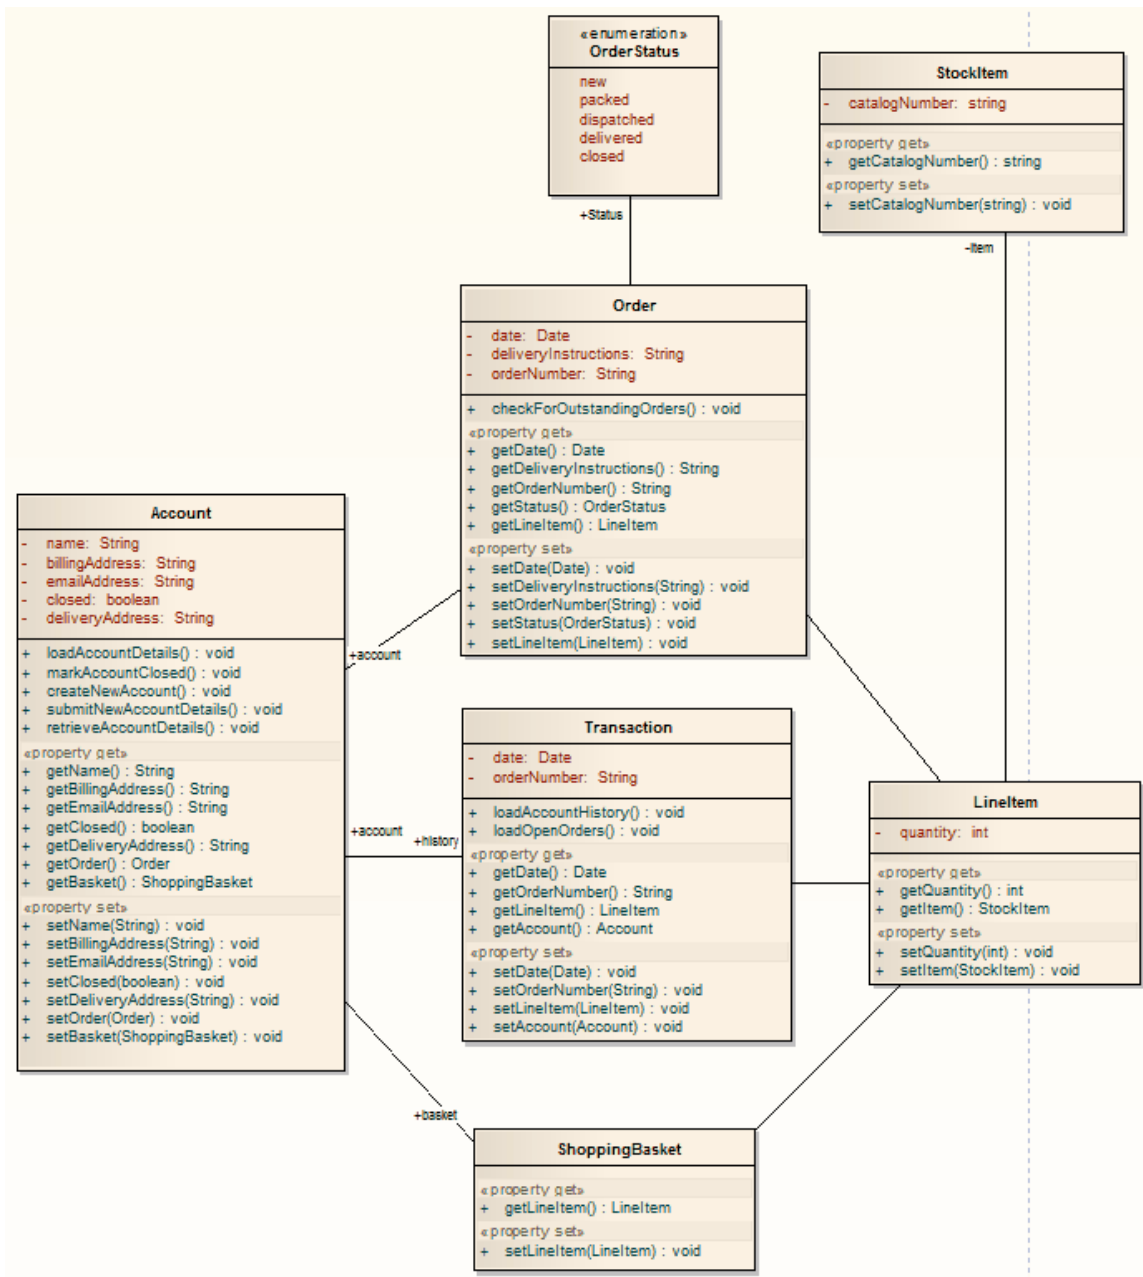 «enumeration»
OrderStatus
new
packed
dispatched
delivered
closed
+Status
StockItem
- catalogNumber: string
«property get»
+ getCatalogNumber() : string
«property set»
+ setCatalogNumber(string) : void
-Item
Order
- date: Date
- deliveryInstructions: String
- orderNumber: String
+ checkForOutstandingOrders() : void
«property get»
+ getDate() : Date
+ getDeliveryInstructions() : String
+ getOrderNumber() : String
+ getStatus() : OrderStatus
+ getLineItem() : LineItem
«property set»
+ setDate(Date) : void
+ setDeliveryInstructions(String) : void
+ setOrderNumber(String) : void
+ setStatus(OrderStatus) : void
+ setLineItem(LineItem) : void
Account
- name: String
- billingAddress: String
- emailAddress: String
- closed: boolean
- deliveryAddress: String
+ loadAccountDetails() : void
+ markAccountClosed() : void
+ createNewAccount() : void
+ submitNewAccountDetails() : void
+ retrieveAccountDetails() : void
«property get»
+ getName() : String
+ getBillingAddress() : String
+ getEmailAddress() : String
+ getClosed() : boolean
+ getDeliveryAddress() : String
+ getOrder() : Order
+ getBasket() : ShoppingBasket
«property set»
+ setName(String) : void
+ setBillingAddress(String) : void
+ setEmailAddress(String) : void
+ setClosed(boolean) : void
+ setDeliveryAddress(String) : void
+ setOrder(Order) : void
+ setBasket(ShoppingBasket) : void
+account
+account
+history
+basket
Transaction
- date: Date
- orderNumber: String
+ loadAccountHistory() : void
+ loadOpenOrders() : void
«property get»
+ getDate() : Date
+ getOrderNumber() : String
+ getLineItem() : LineItem
+ getAccount() : Account
«property set»
+ setDate(Date) : void
+ setOrderNumber(String) : void
+ setLineItem(LineItem) : void
+ setAccount(Account) : void
LineItem
- quantity: int
«property get»
+ getQuantity() : int
+ getItem() : StockItem
«property set»
+ setQuantity(int) : void
+ setItem(StockItem) : void
ShoppingBasket
«property get»
+ getLineItem() : LineItem
«property set»
+ setLineItem(LineItem) : void